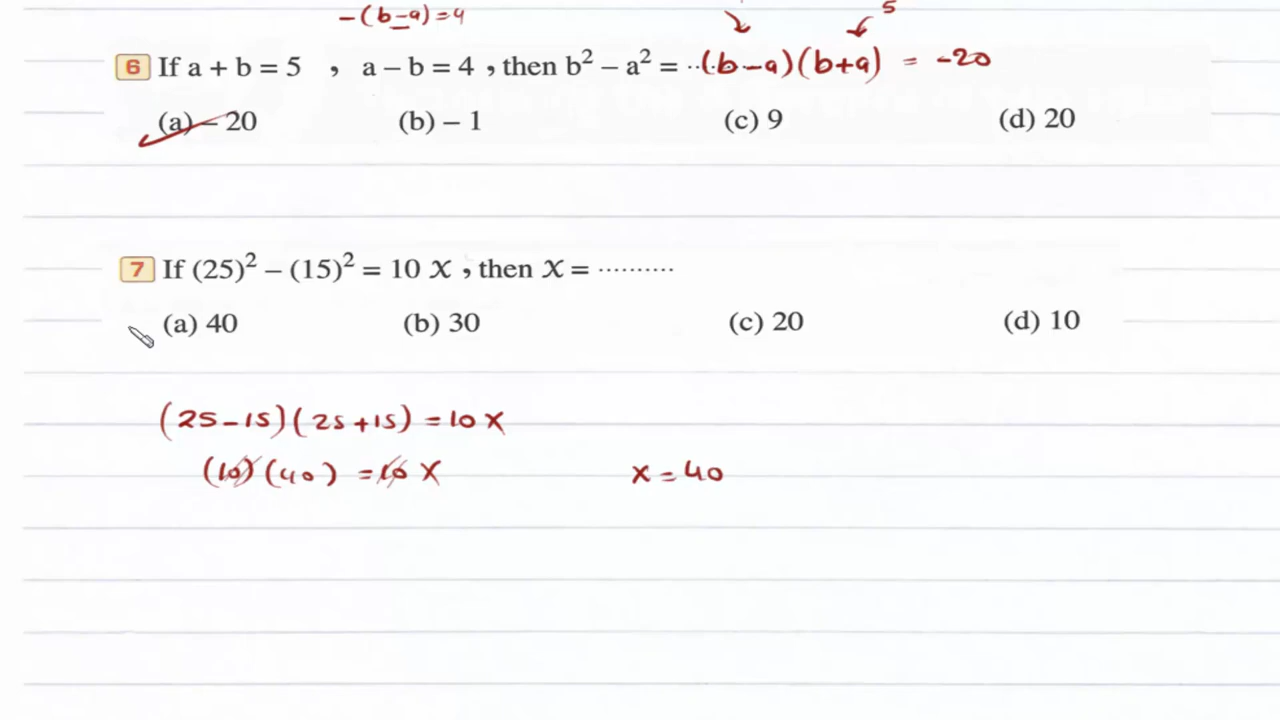 -(b-a)=4
5
6 If a + b = 5 , a – b = 4 , then b² – a² = ..(b-a)(b+a) = -20
(a) – 20 (b) – 1 (c) 9 (d) 20
7 If (25)² – (15)² = 10 X , then X = ..........
(a) 40 (b) 30 (c) 20 (d) 10
(25-15)(25+15) = 10 X
(10)(40) = 10 X x = 40